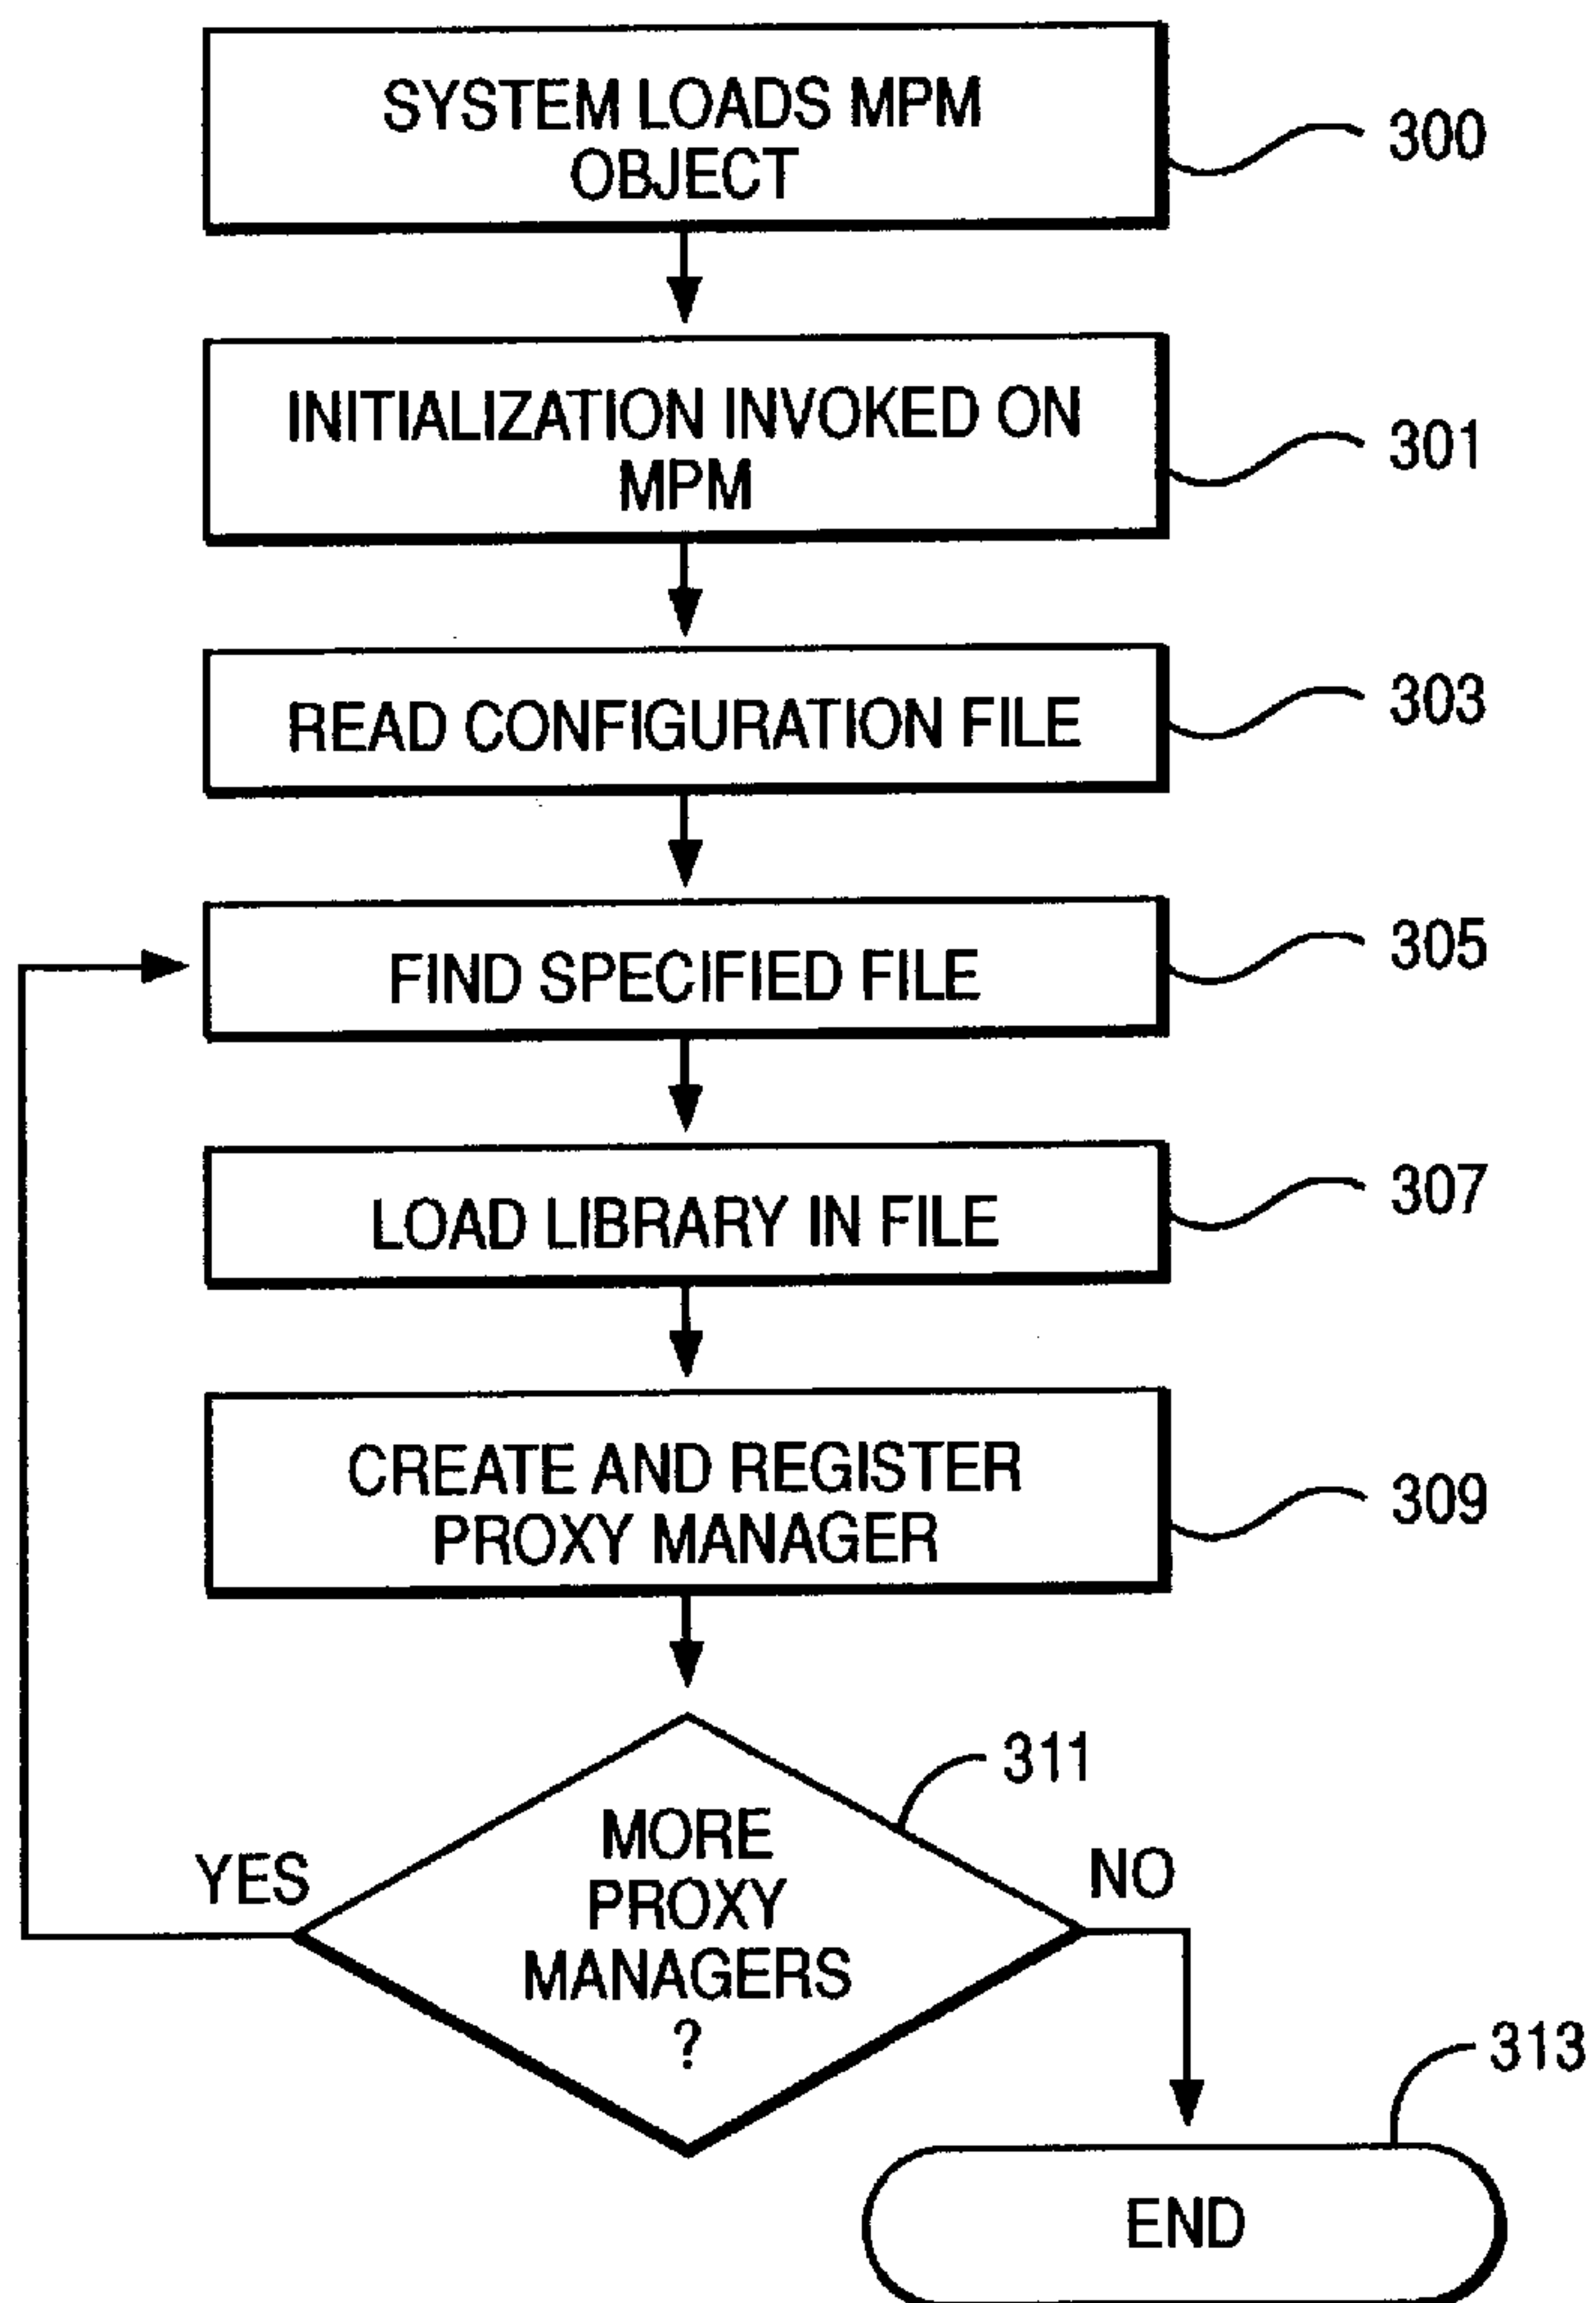 SYSTEM LOADS MPM
OBJECT
300
INITIALIZATION INVOKED ON
MPM
301
READ CONFIGURATION FILE
303
FIND SPECIFIED FILE
305
LOAD LIBRARY IN FILE
307
CREATE AND REGISTER
PROXY MANAGER
309
311
MORE
PROXY
MANAGERS
?
YES
NO
313
END